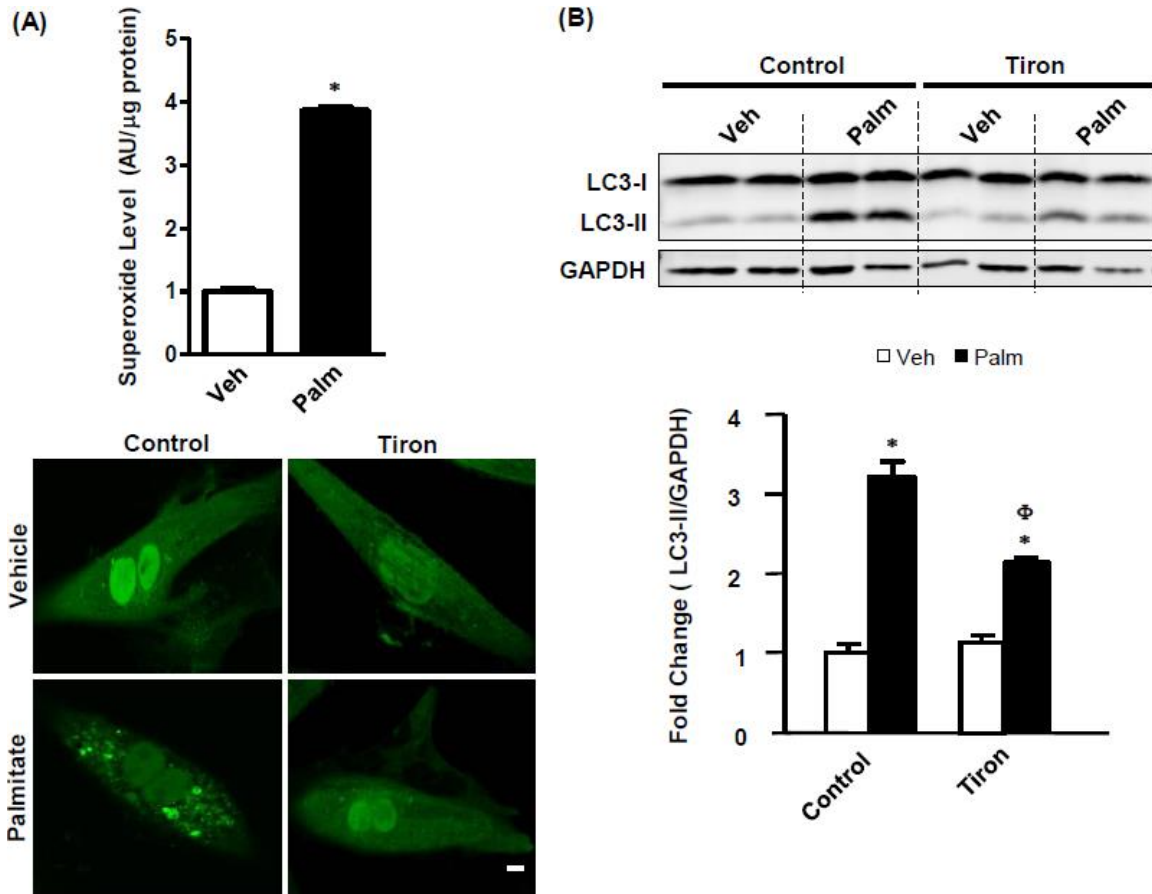 (A)
Superoxide Level (AU/µg protein)
5
4
3
2
1
0
*
Veh
Palm
Control
Tiron
Vehicle
Palmitate
(B)
Control
Tiron
Veh
Palm
Veh
Palm
LC3-I
LC3-II
GAPDH
Veh
Palm
Fold Change ( LC3-II/GAPDH)
4
3
2
1
0
*
Φ
*
Control
Tiron